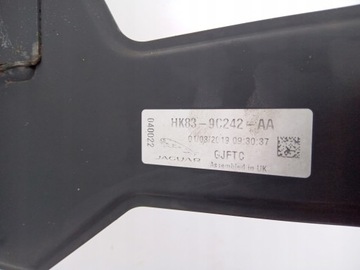 HK83-9C242-AA
040022
01/03/2019 09:30:37
JAGUAR
GJFTC
Assembled in UK